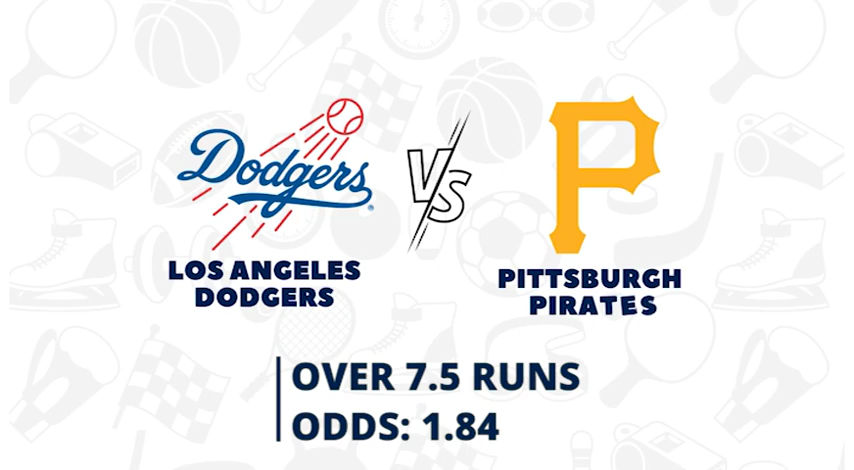 Dodgers
VS
P
LOS ANGELES
DODGERS
PITTSBURGH
PIRATES
OVER 7.5 RUNS
ODDS: 1.84